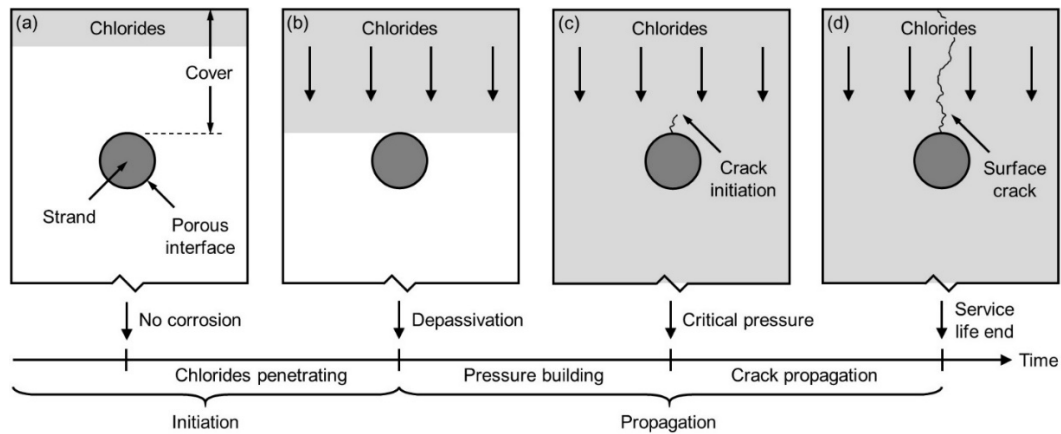 (a)
Chlorides
Cover
Strand
Porous
interface
(b)
(c)
Chlorides
Crack
initiation
(d)
Chlorides
Surface
crack
No corrosion
Depassivation
Critical pressure
Service
life end
Time
Chlorides penetrating
Pressure building
Crack propagation
Initiation
Propagation